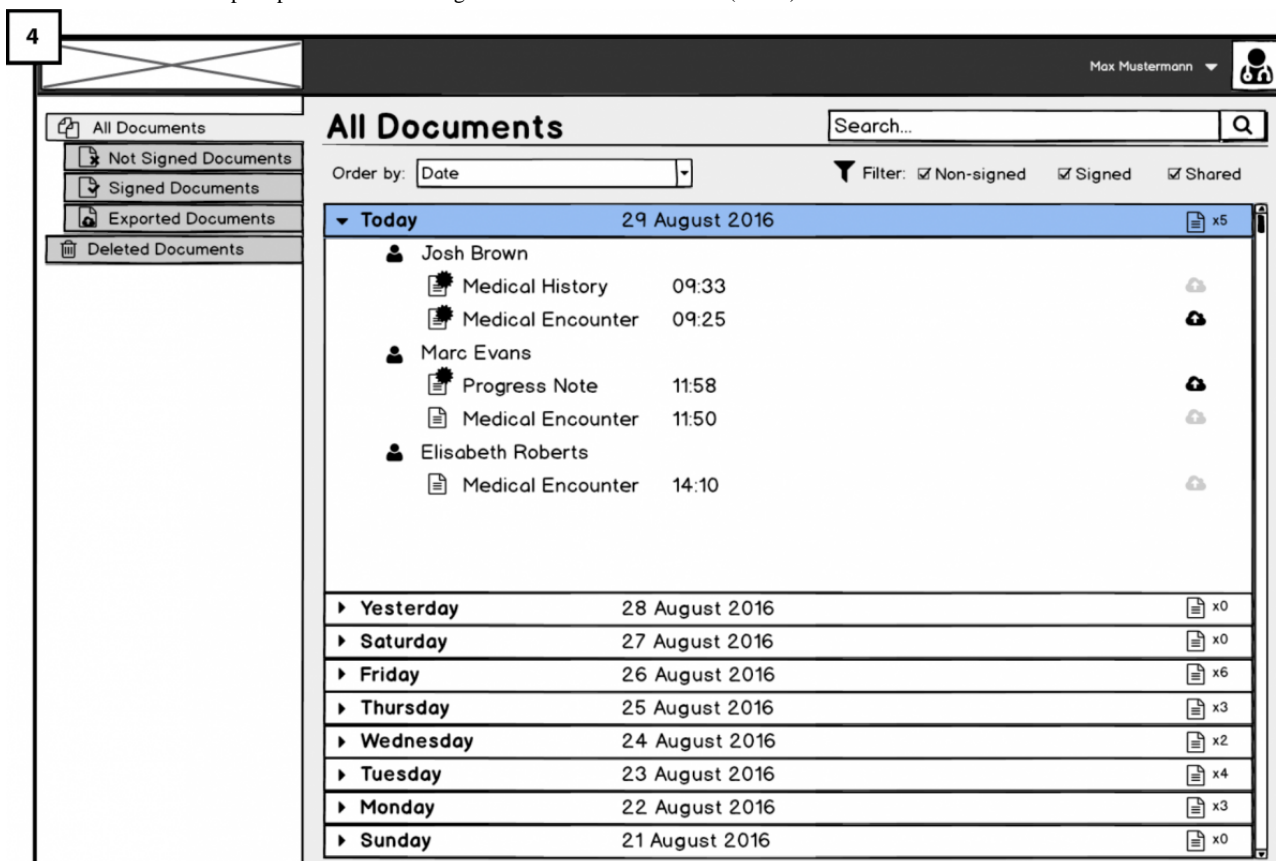 4
Max Mustermann
All Documents
Not Signed Documents
Signed Documents
Exported Documents
Deleted Documents
All Documents
Search...
Order by: Date
Filter: Non-signed Signed Shared
Today 29 August 2016 x5
Josh Brown
Medical History 09:33
Medical Encounter 09:25
Marc Evans
Progress Note 11:58
Medical Encounter 11:50
Elisabeth Roberts
Medical Encounter 14:10
Yesterday 28 August 2016 x0
Saturday 27 August 2016 x0
Friday 26 August 2016 x6
Thursday 25 August 2016 x3
Wednesday 24 August 2016 x2
Tuesday 23 August 2016 x4
Monday 22 August 2016 x3
Sunday 21 August 2016 x0